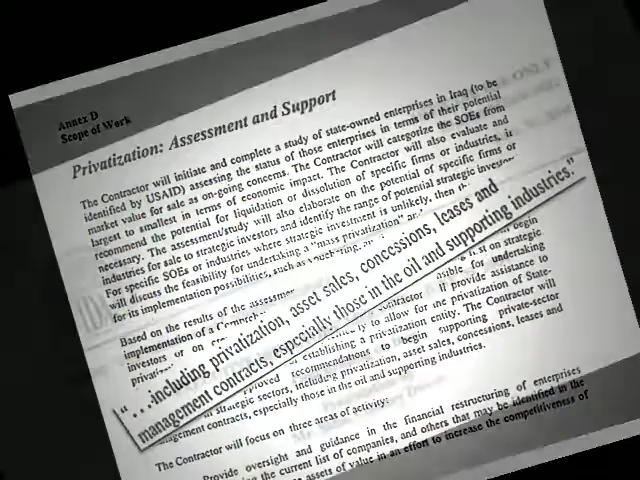 Annex D
Scope of Work
Privatization: Assessment and Support
The Contractor will initiate and complete a study of state-owned enterprises in Iraq (to be
identified by USAID) assessing the status of those enterprises in terms of their potential
market value for sale as on-going concerns. The Contractor will categorize the SOEs from
largest to smallest in terms of economic impact. The Contractor will also evaluate and
recommend the potential for liquidation or dissolution of specific firms or industries, if
necessary. The assessment/study will also elaborate on the potential of specific firms or
industries for sale to strategic investors and identify the range of potential strategic
For specific SOEs or industries where strategic investment is unlikely, then
will discuss the feasibility for undertaking a "mass privatization"
for its implementation possibilities, such as
Based on the results of the
begin
implementation of a
on strategic
investors or on
for undertaking
provide assistance to
to allow for the privatization of State-
establishing a privatization entity. The Contractor will
recommendations to begin supporting private-sector
strategic sectors, including privatization, asset sales, concessions, leases and
management contracts, especially those in the oil and supporting industries.
"...including privatization, asset sales, concessions, leases and
management contracts, especially those in the oil and supporting industries."
The Contractor will focus on three areas of activity:
Provide oversight and guidance in the financial restructuring of enterprises
the current list of companies, and others that may be identified in the
assets of value in an effort to increase the competitiveness of